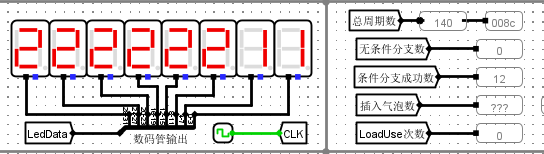 22222211
LedData
数码管输出
CLK
总周期数 140 008c
无条件分支数 0
条件分支成功数 12
插入气泡数 ???
LoadUse次数 0